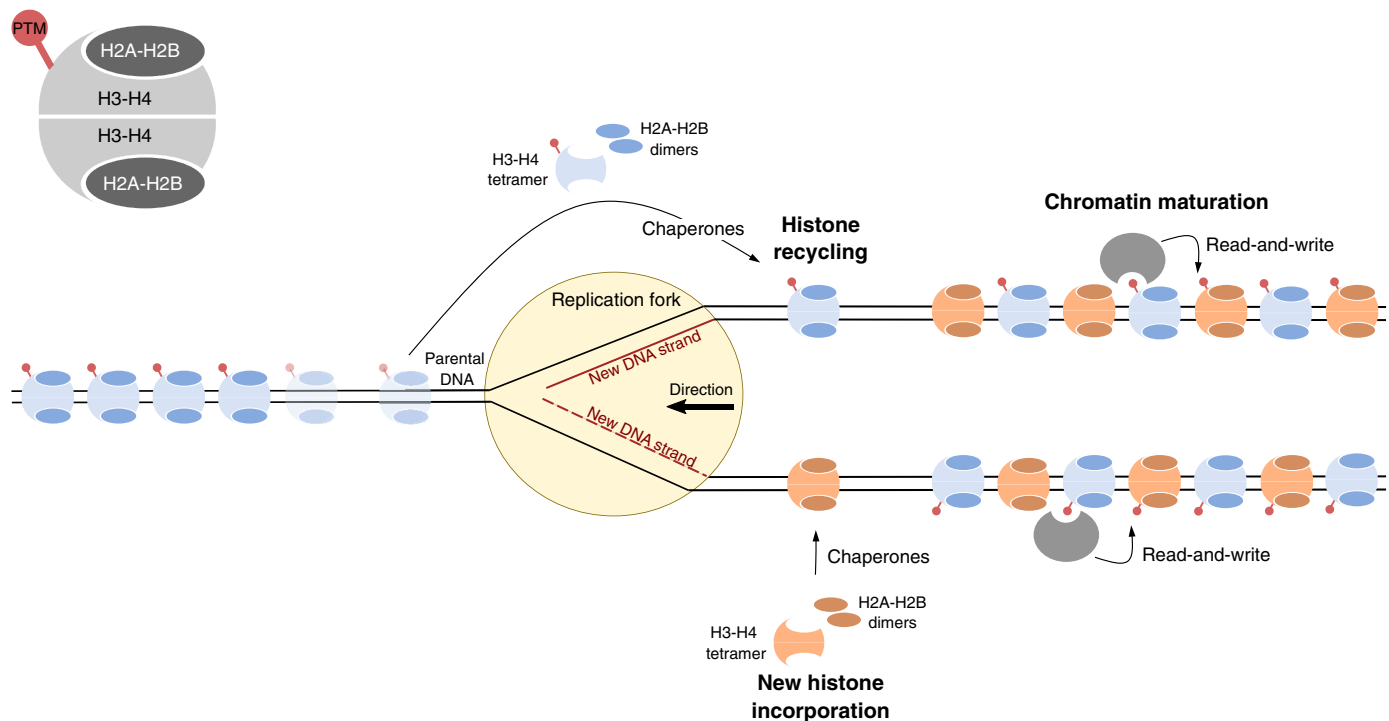 PTM
H2A-H2B
H3-H4
H3-H4
H2A-H2B
H2A-H2B
dimers
H3-H4
tetramer
Chaperones
Histone
recycling
Chromatin maturation
Read-and-write
Replication fork
Parental
DNA
New DNA strand
Direction
New DNA strand
Chaperones
Read-and-write
H2A-H2B
dimers
H3-H4
tetramer
New histone
incorporation